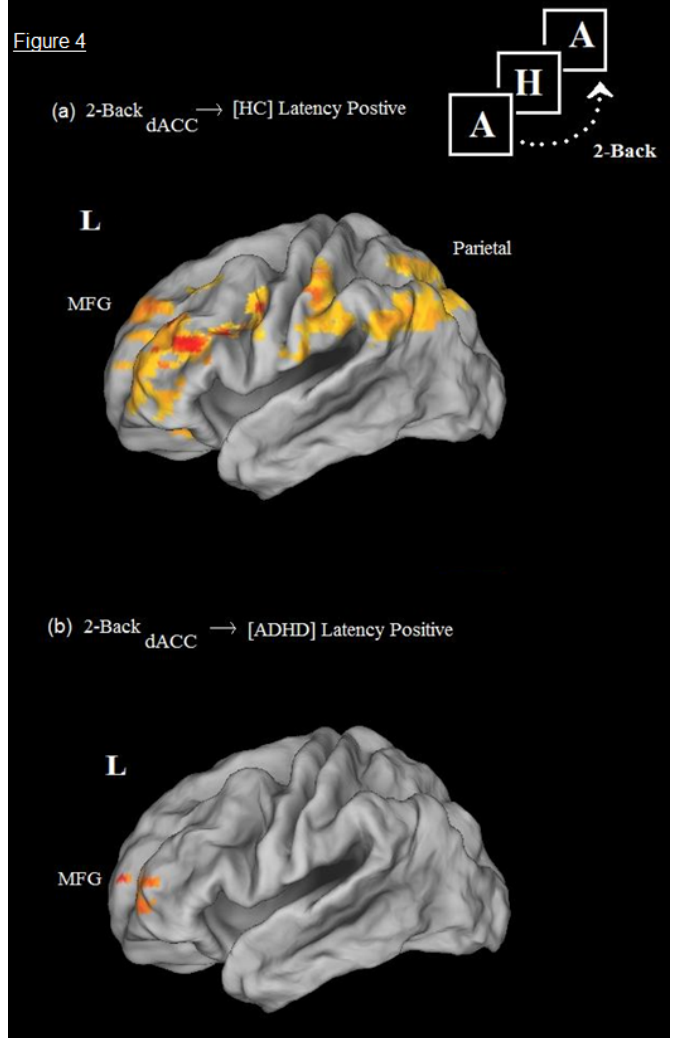 Figure 4
A
H
A
2-Back
(a) 2-Back dACC → [HC] Latency Postive
L
Parietal
MFG
(b) 2-Back dACC → [ADHD] Latency Positive
L
MFG